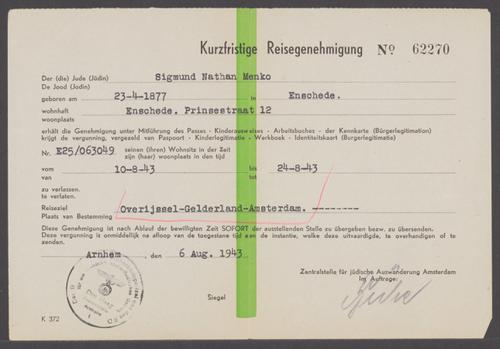 Kurzfristige Reisegenehmigung Nº 62270
Der (die) Jude (Jüdin) Sigmund Nathan Menko
De Jood (Jodin)
geboren am 23-4-1877 in Enschede.
wohnhaft Enschede. Prinsestraat 12
woonplaats
erhält die Genehmigung unter Mitführung des Passes - Kinderausweises - Arbeitsbuches - der Kennkarte (Bürgerlegitimation)
krijgt de vergunning, vergezeld van Paspoort - Kinderlegitimatie - Werkboek - Identiteitskaart (Burgerlegitimatie)
Nr. E25/063049 seinen (ihren) Wohnsitz in der Zeit
zijn (haar) woonplaats in den tijd
vom 10-8-43 bis 24-8-43
van tot
zu verlassen.
te verlaten.
Reiseziel Overijssel-Gelderland-Amsterdam. -------
Plaats van Bestemming
Diese Genehmigung ist nach Ablauf der bewilligten Zeit SOFORT der ausstellenden Stelle zu übergeben bezw. zu übersenden.
Deze vergunning is onmiddellijk na afloop van de toegestane tijd aan de instantie, welke deze uitvaardigde, te overhandigen of te
zenden.
Arnhem, den 6 Aug. 1943
Zentralstelle für jüdische Auswanderung Amsterdam
Im Auftrage:
Siegel
K 372